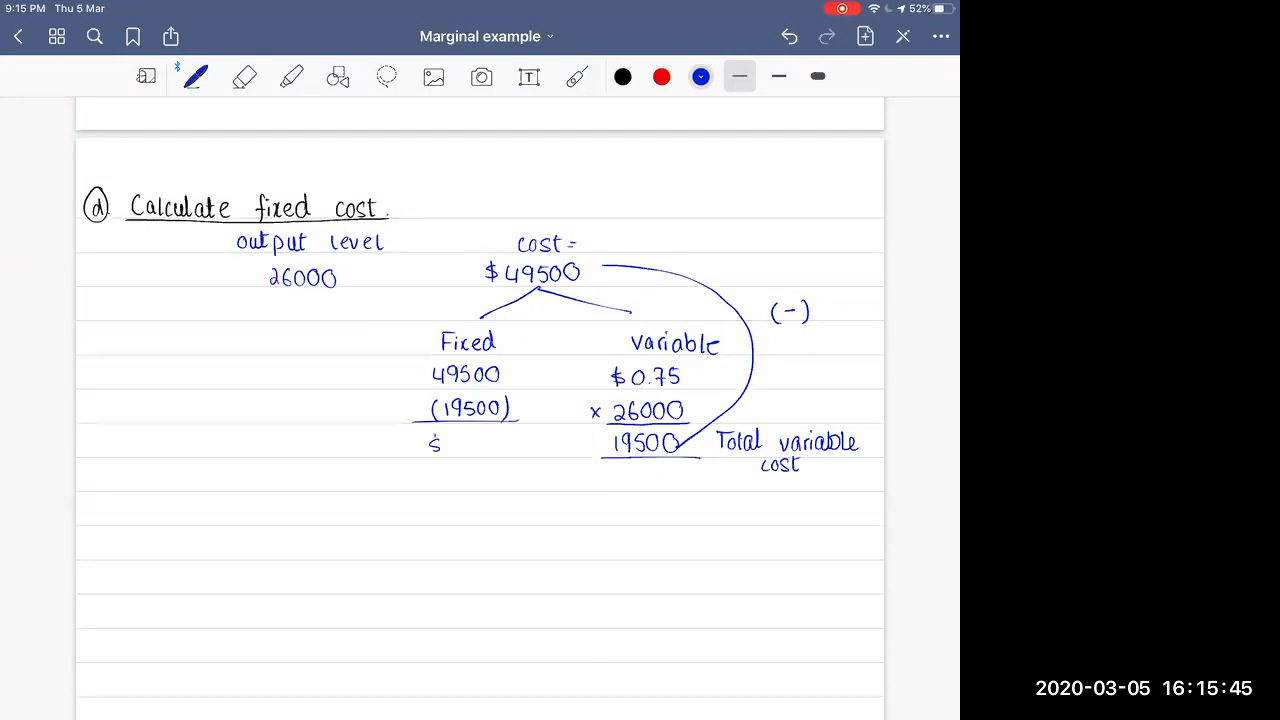 9:15 PM Thu 5 Mar
52%
Marginal example
T
(d) Calculate fixed cost.
output level
26000
cost =
$ 49500
(-)
Fixed
49500
(19500)
$
variable
$ 0.75
x 26000
19500 Total variable cost
2020-03-05 16:15:45